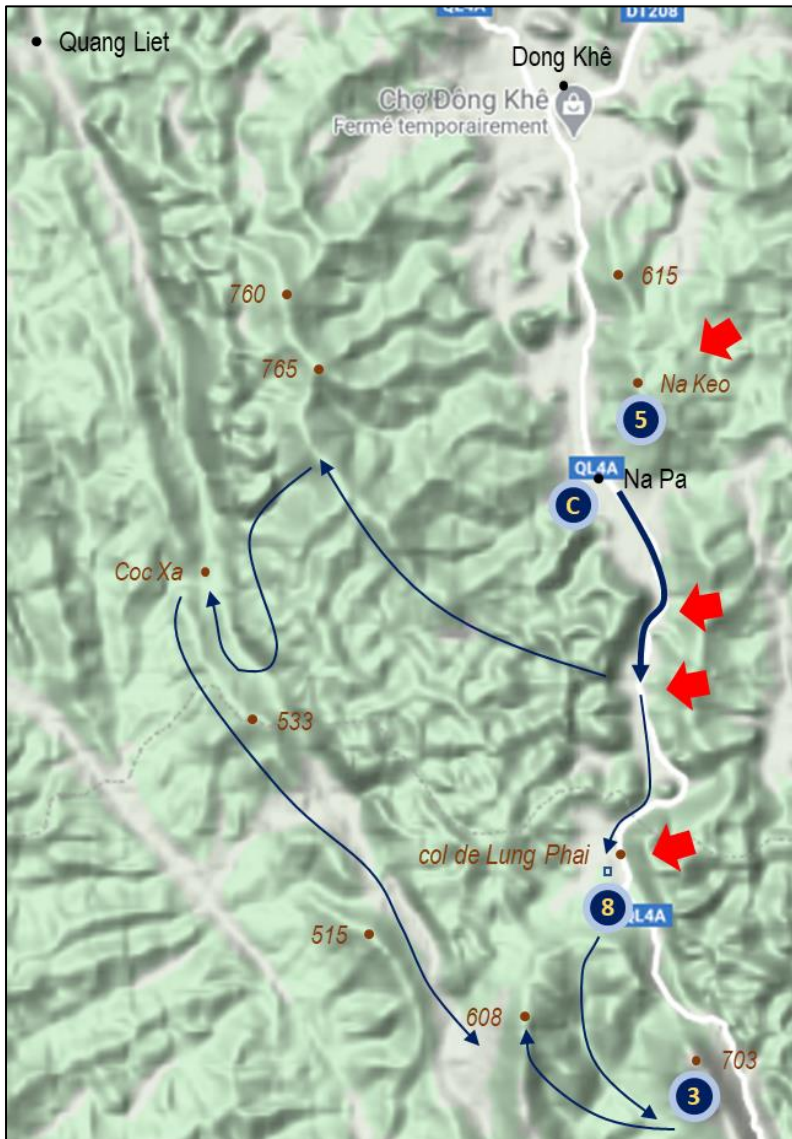 QL4A
DT208
Quang Liet
Dong Khê
Chợ Đông Khê
Fermé temporairement
615
760
765
Na Keo
5
QL4A
Na Pa
C
Coc Xa
533
col de Lung Phai
8
QL4A
515
608
703
3